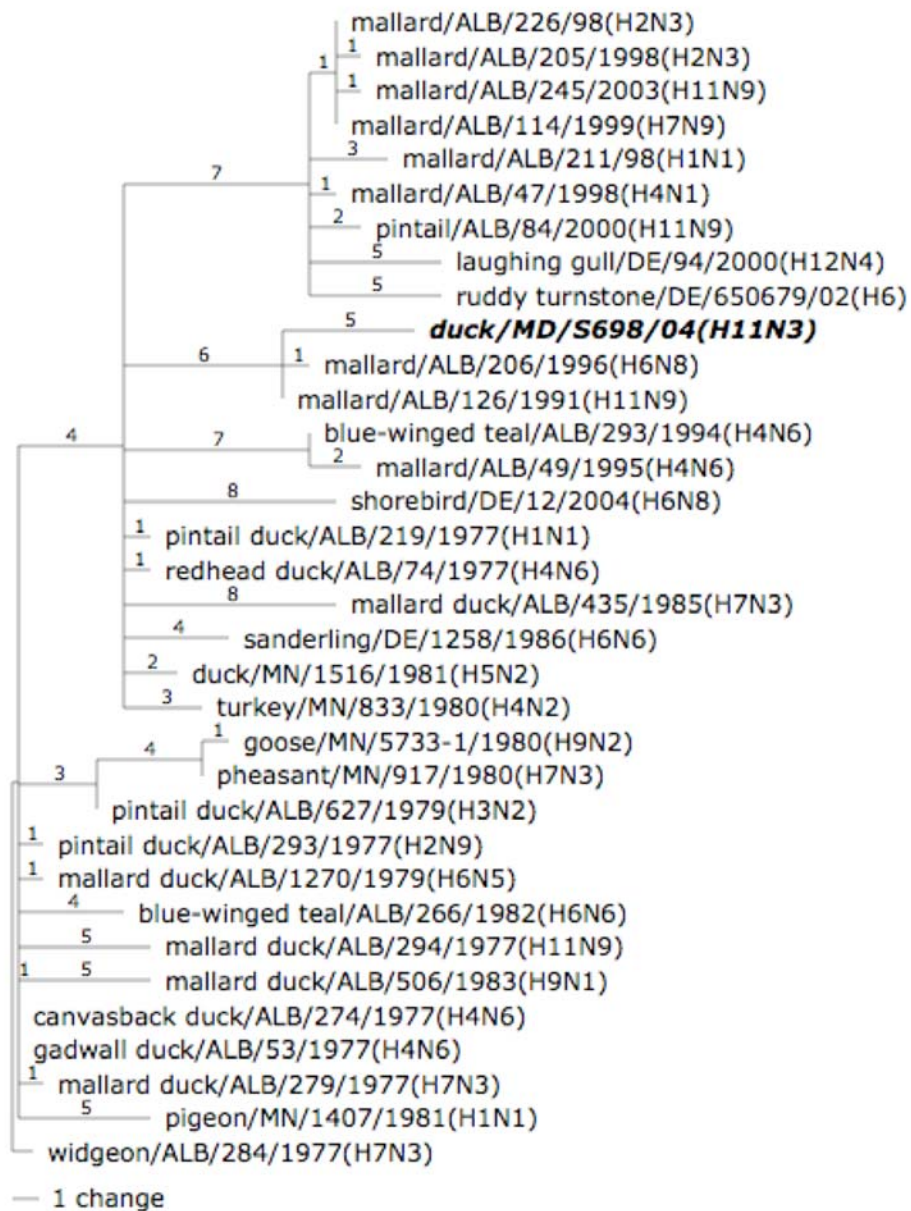 mallard/ALB/226/98(H2N3)
1 mallard/ALB/205/1998(H2N3)
1
1 mallard/ALB/245/2003(H11N9)
mallard/ALB/114/1999(H7N9)
3 mallard/ALB/211/98(H1N1)
7
1 mallard/ALB/47/1998(H4N1)
2 pintail/ALB/84/2000(H11N9)
5 laughing gull/DE/94/2000(H12N4)
5 ruddy turnstone/DE/650679/02(H6)
5 duck/MD/S698/04(H11N3)
6 1 mallard/ALB/206/1996(H6N8)
mallard/ALB/126/1991(H11N9)
4 blue-winged teal/ALB/293/1994(H4N6)
7
2 mallard/ALB/49/1995(H4N6)
8 shorebird/DE/12/2004(H6N8)
1 pintail duck/ALB/219/1977(H1N1)
1 redhead duck/ALB/74/1977(H4N6)
8 mallard duck/ALB/435/1985(H7N3)
4 sanderling/DE/1258/1986(H6N6)
2 duck/MN/1516/1981(H5N2)
3 turkey/MN/833/1980(H4N2)
1 goose/MN/5733-1/1980(H9N2)
4
3 pheasant/MN/917/1980(H7N3)
pintail duck/ALB/627/1979(H3N2)
1 pintail duck/ALB/293/1977(H2N9)
1 mallard duck/ALB/1270/1979(H6N5)
4 blue-winged teal/ALB/266/1982(H6N6)
5 mallard duck/ALB/294/1977(H11N9)
1 5 mallard duck/ALB/506/1983(H9N1)
canvasback duck/ALB/274/1977(H4N6)
gadwall duck/ALB/53/1977(H4N6)
1 mallard duck/ALB/279/1977(H7N3)
5 pigeon/MN/1407/1981(H1N1)
widgeon/ALB/284/1977(H7N3)
1 change